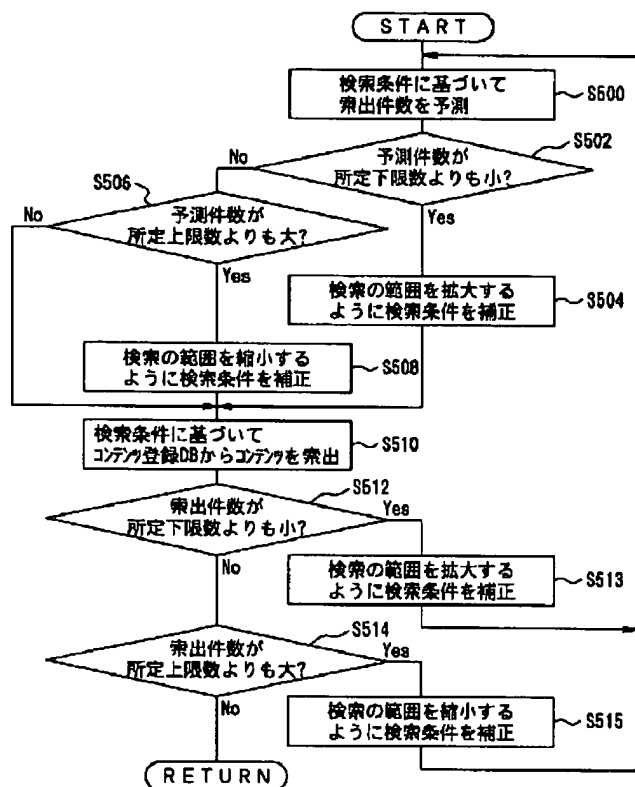 START
検索条件に基づいて
索出件数を予測
S500
予測件数が
所定下限数よりも小?
S502
No
Yes
S506
予測件数が
所定上限数よりも大?
No
Yes
検索の範囲を拡大する
ように検索条件を補正
S504
検索の範囲を縮小する
ように検索条件を補正
S508
検索条件に基づいて
コンテンツ登録DBからコンテンツを索出
S510
索出件数が
所定下限数よりも小?
S512
Yes
No
検索の範囲を拡大する
ように検索条件を補正
S513
索出件数が
所定上限数よりも大?
S514
Yes
No
検索の範囲を縮小する
ように検索条件を補正
S515
RETURN